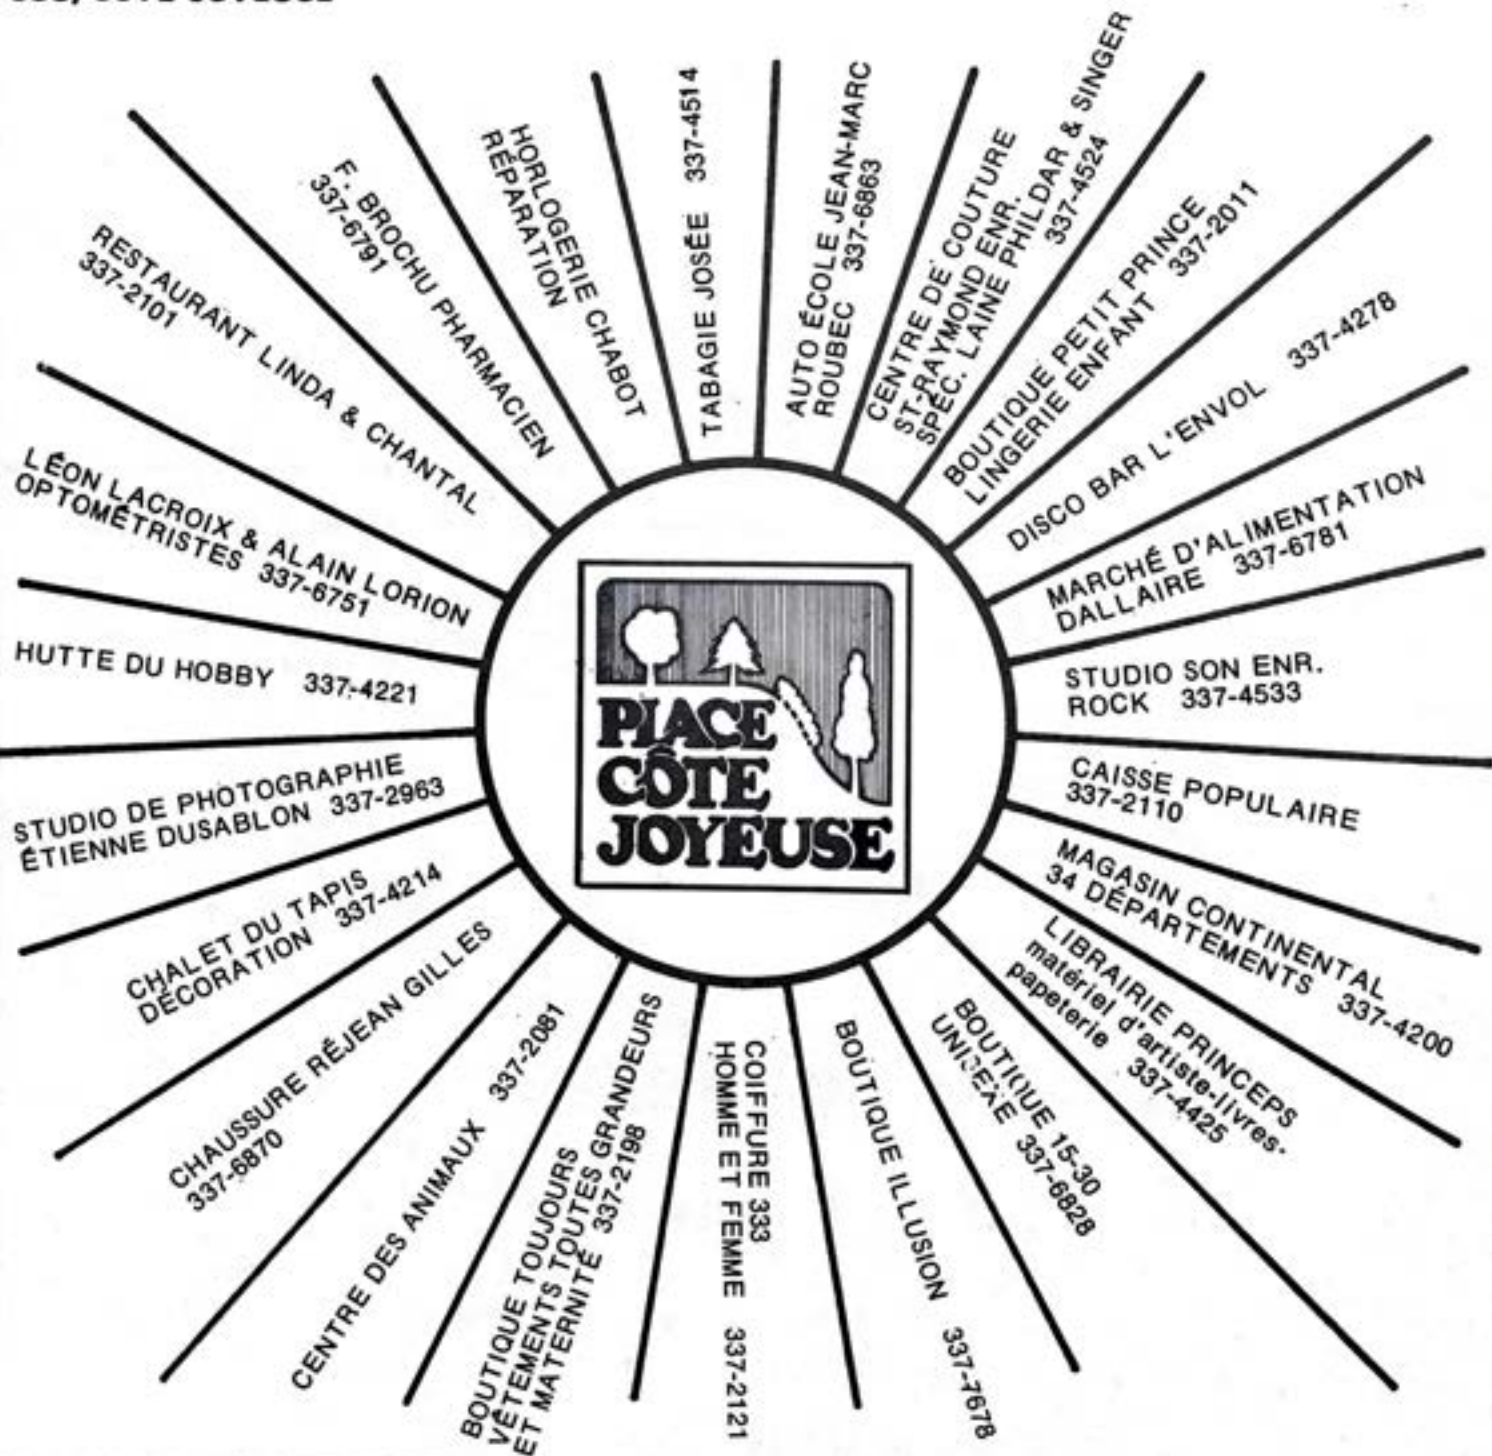 TABAGIE JOSÉE 337-4514
AUTO ÉCOLE JEAN-MARC
ROUBEC 337-6863
CENTRE DE COUTURE
ST-RAYMOND ENR.
SPÉC. LAINE PHILDAR & SINGER
337-4524
BOUTIQUE PETIT PRINCE
LINGERIE ENFANT 337-2011
DISCO BAR L'ENVOL 337-4278
MARCHÉ D'ALIMENTATION
DALLAIRE 337-6781
STUDIO SON ENR.
ROCK 337-4533
CAISSE POPULAIRE
337-2110
MAGASIN CONTINENTAL
34 DÉPARTEMENTS 337-4200
LIBRAIRIE PRINCEPS
matériel d'artiste-livres-
papeterie 337-4425
BOUTIQUE 15-30
UNISEXE 337-6828
BOUTIQUE ILLUSION 337-7678
COIFFURE 333
HOMME ET FEMME 337-2121
BOUTIQUE TOUJOURS
VÊTEMENTS TOUTES GRANDEURS
ET MATERNITÉ 337-2198
CENTRE DES ANIMAUX 337-2081
CHAUSSURE RÉJEAN GILLES
337-6870
CHALET DU TAPIS
DÉCORATION 337-4214
STUDIO DE PHOTOGRAPHIE
ÉTIENNE DUSABLON 337-2963
HUTTE DU HOBBY 337-4221
LÉON LACROIX & ALAIN LORION
OPTOMÉTRISTES 337-6751
RESTAURANT LINDA & CHANTAL
337-2101
F. BROCHU PHARMACIEN
337-6791
HORLOGERIE CHABOT
RÉPARATION
PLACE
CÔTE
JOYEUSE